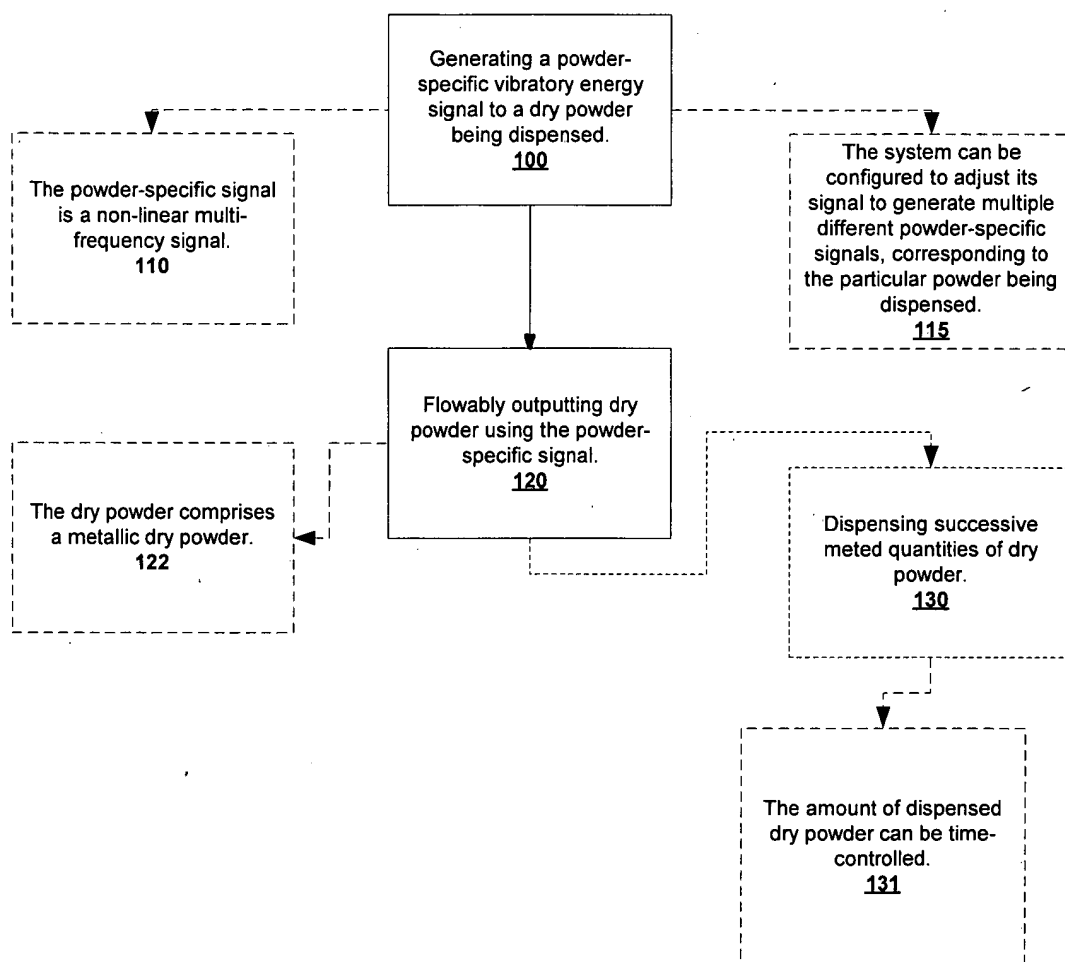 Generating a powder-
specific vibratory energy
signal to a dry powder
being dispensed.
100
The powder-specific signal
is a non-linear multi-
frequency signal.
110
The system can be
configured to adjust its
signal to generate multiple
different powder-specific
signals, corresponding to
the particular powder being
dispensed.
115
Flowably outputting dry
powder using the powder-
specific signal.
120
The dry powder comprises
a metallic dry powder.
122
Dispensing successive
meted quantities of dry
powder.
130
The amount of dispensed
dry powder can be time-
controlled.
131